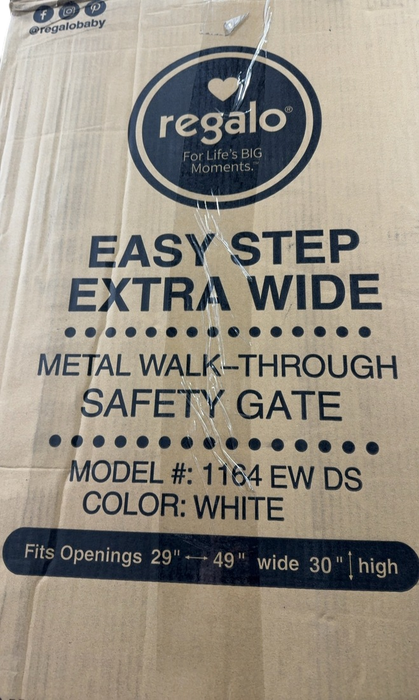 @regalobaby
regalo®
For Life's BIG
Moments.™
EASY STEP
EXTRA WIDE
METAL WALK--THROUGH
SAFETY GATE
MODEL #: 1164 EW DS
COLOR: WHITE
Fits Openings 29" ↔ 49" wide 30" ↕ high